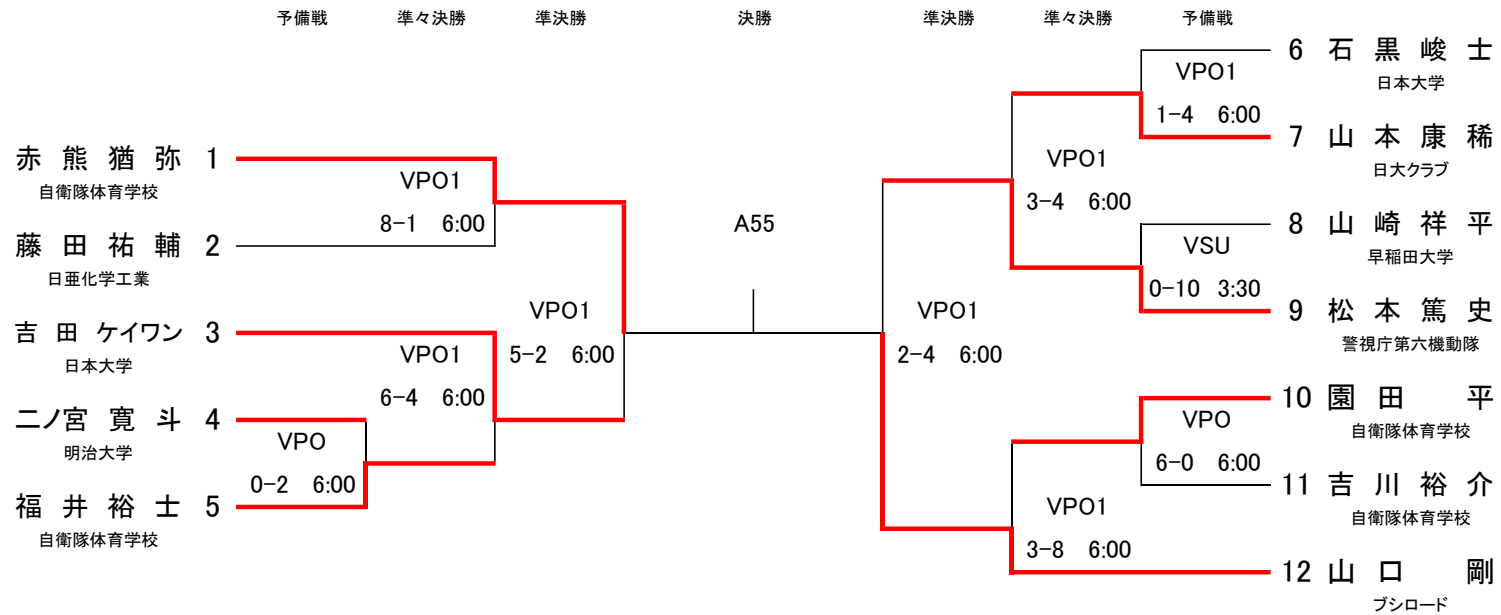 予備戦 準々決勝 準決勝 決勝 準決勝 準々決勝 予備戦
赤熊猶弥 1
自衛隊体育学校
藤田祐輔 2
日亜化学工業
VPO1
8-1 6:00
吉田ケイワン 3
日本大学
二ノ宮寛斗 4
明治大学
福井裕士 5
自衛隊体育学校
VPO
0-2 6:00
VPO1
6-4 6:00
VPO1
5-2 6:00
A55
6 石黒峻士
日本大学
VPO1
1-4 6:00
7 山本康稀
日大クラブ
VPO1
3-4 6:00
8 山崎祥平
早稲田大学
VSU
0-10 3:30
9 松本篤史
警視庁第六機動隊
VPO1
2-4 6:00
10 園田平
自衛隊体育学校
VPO
6-0 6:00
11 吉川裕介
自衛隊体育学校
VPO1
3-8 6:00
12 山口剛
ブシロード